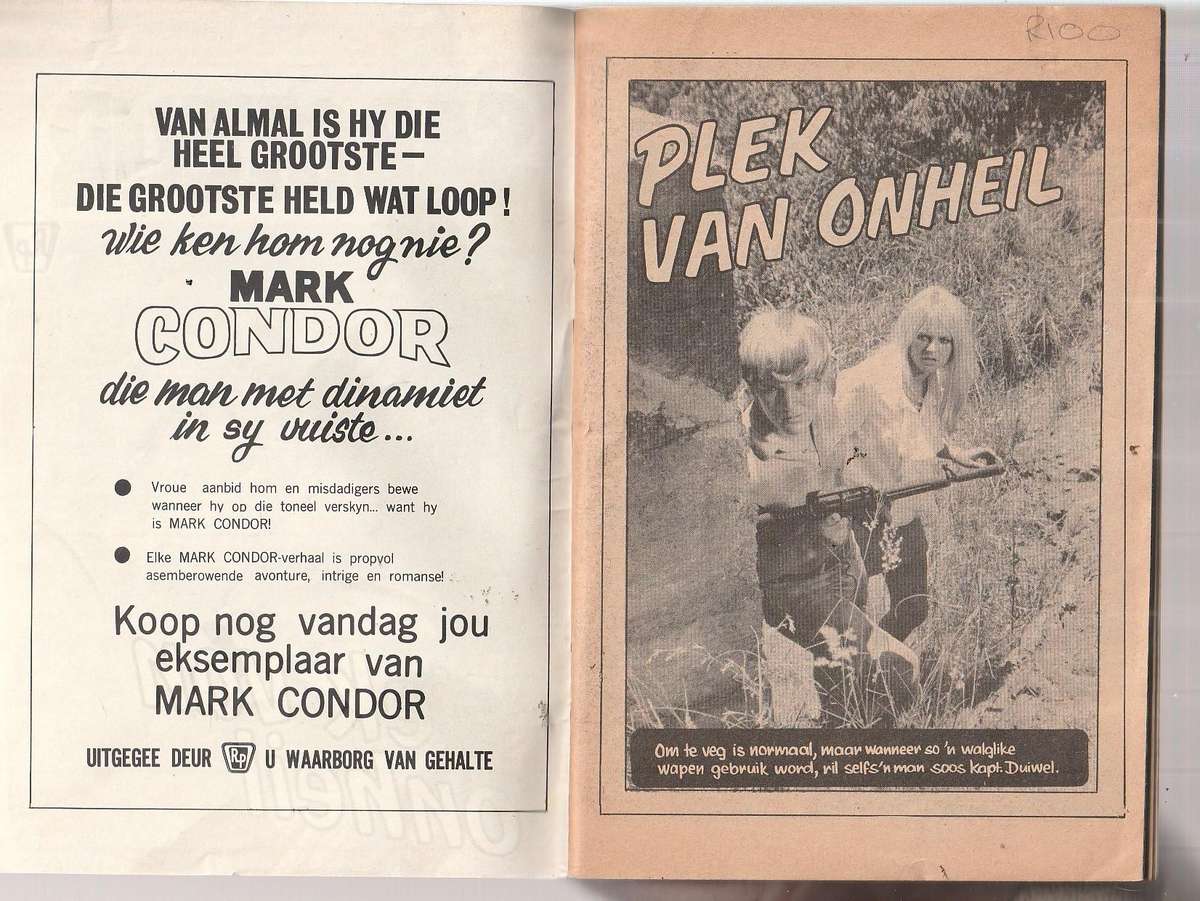 VAN ALMAL IS HY DIE
HEEL GROOTSTE —
DIE GROOTSTE HELD WAT LOOP!
Wie ken hom nog nie?
MARK
CONDOR
die man met dinamiet
in sy vuiste...
Vroue aanbid hom en misdadigers bewe
wanneer hy op die toneel verskyn... want hy
is MARK CONDOR!
Elke MARK CONDOR-verhaal is propvol
asemberowende avonture, intrige en romanse!
Koop nog vandag jou
eksemplaar van
MARK CONDOR
UITGEGEE DEUR Rp U WAARBORG VAN GEHALTE
R100
PLEK
VAN ONHEIL
Om te veg is normaal, maar wanneer so 'n walglike
wapen gebruik word, ril selfs 'n man soos Kapt. Duiwel.